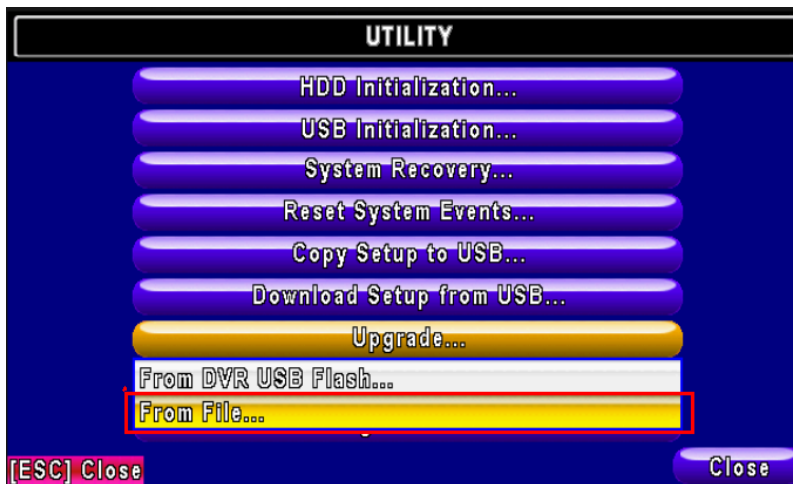 UTILITY
HDD Initialization...
USB Initialization...
System Recovery...
Reset System Events...
Copy Setup to USB...
Download Setup from USB...
Upgrade...
From DVR USB Flash...
From File...
[ESC] Close
Close